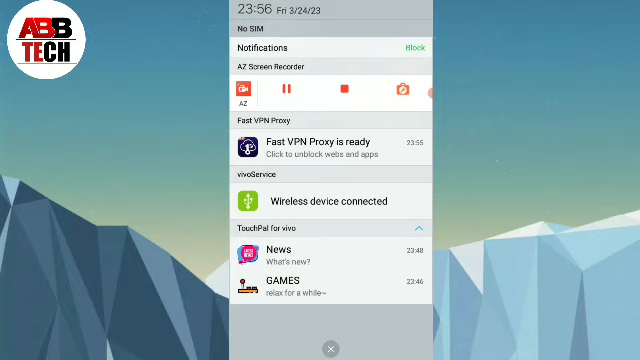 ABB
TECH
23:56 Fri 3/24/23
No SIM
Notifications
Block
AZ Screen Recorder
AZ
Fast VPN Proxy
Fast VPN Proxy is ready
23:55
Click to unblock webs and apps
vivoService
Wireless device connected
TouchPal for vivo
News
23:48
What's new?
GAMES
23:46
relax for a while~